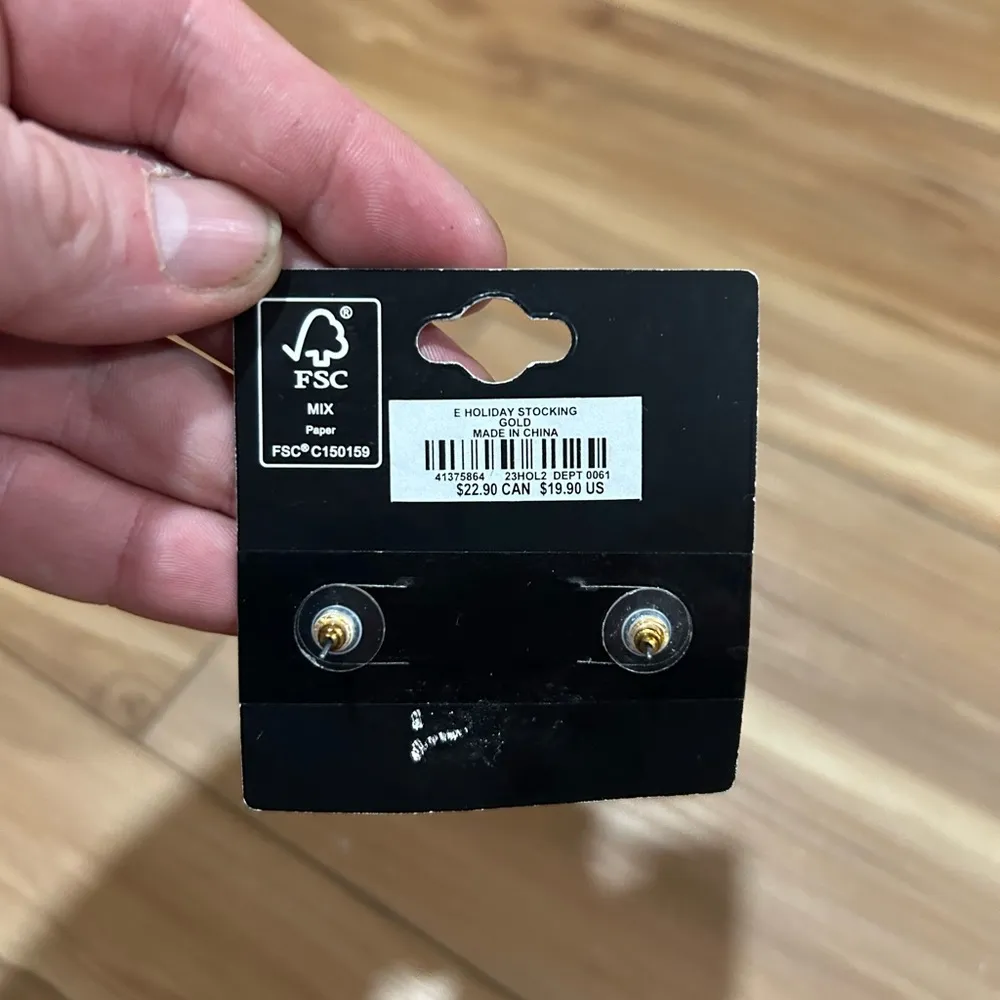 ®
FSC
MIX
Paper
FSC® C150159
E HOLIDAY STOCKING
GOLD
MADE IN CHINA
41375864 23HOL2 DEPT 0061
$22.90 CAN $19.90 US